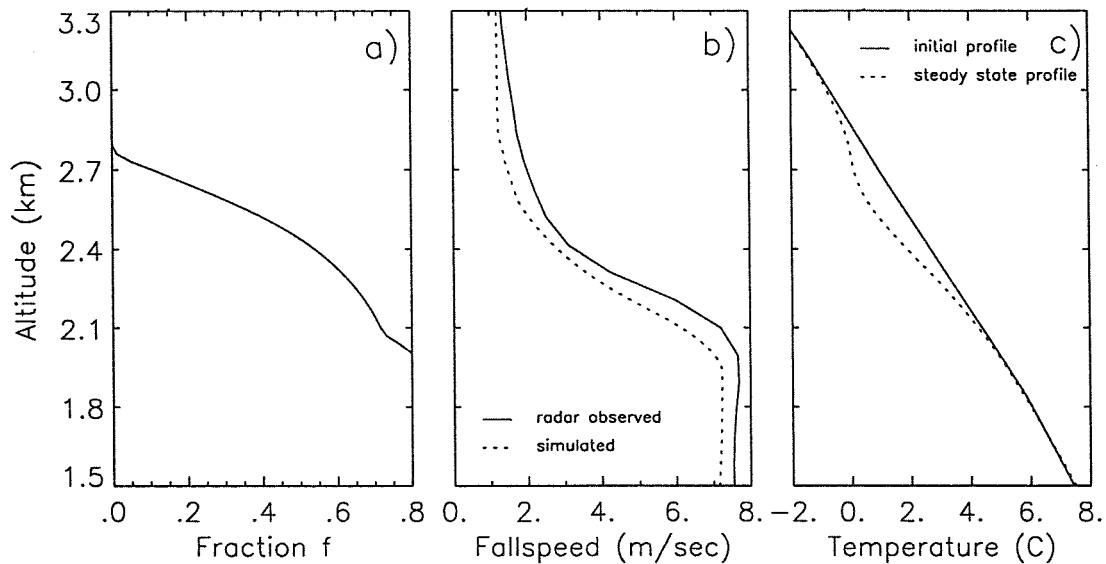 a)
b)
c)
initial profile
steady state profile
radar observed
simulated
Altitude (km)
3.3
3.0
2.7
2.4
2.1
1.8
1.5
.0 .2 .4 .6 .8
0. 2. 4. 6. 8.
-2. 0. 2. 4. 6. 8.
Fraction f
Fallspeed (m/sec)
Temperature (C)